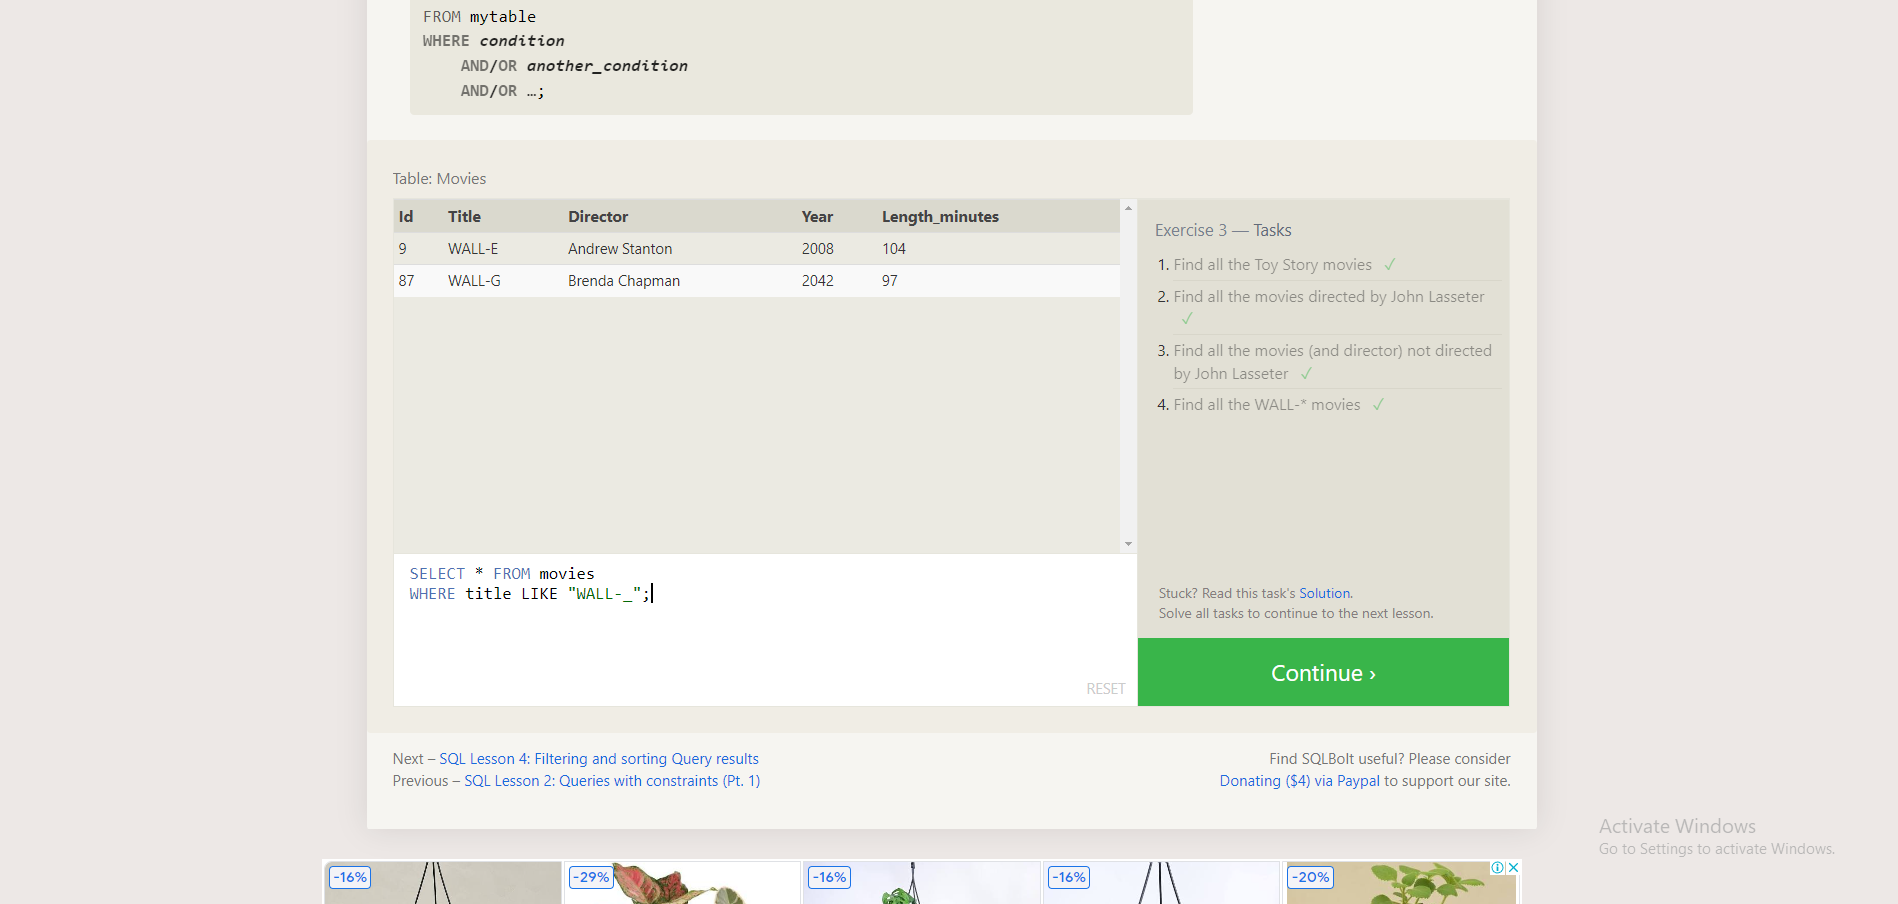 FROM mytable
WHERE condition
AND/OR another_condition
AND/OR …;
Table: Movies
Id Title Director Year Length_minutes
9 WALL-E Andrew Stanton 2008 104
87 WALL-G Brenda Chapman 2042 97
Exercise 3 — Tasks
1. Find all the Toy Story movies ✓
2. Find all the movies directed by John Lasseter
✓
3. Find all the movies (and director) not directed
by John Lasseter ✓
4. Find all the WALL-* movies ✓
SELECT * FROM movies
WHERE title LIKE "WALL-_";
RESET
Stuck? Read this task's Solution.
Solve all tasks to continue to the next lesson.
Continue ›
Next – SQL Lesson 4: Filtering and sorting Query results
Previous – SQL Lesson 2: Queries with constraints (Pt. 1)
Find SQLBolt useful? Please consider
Donating ($4) via Paypal to support our site.
Activate Windows
Go to Settings to activate Windows.
-16% -29% -16% -16% -20%